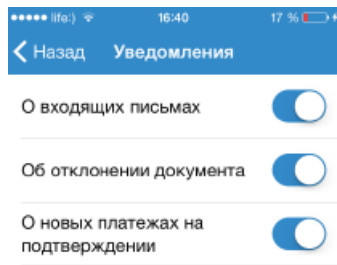 life:) 16:40 17 %
Назад Уведомления
О входящих письмах
Об отклонении документа
О новых платежах на
подтверждении